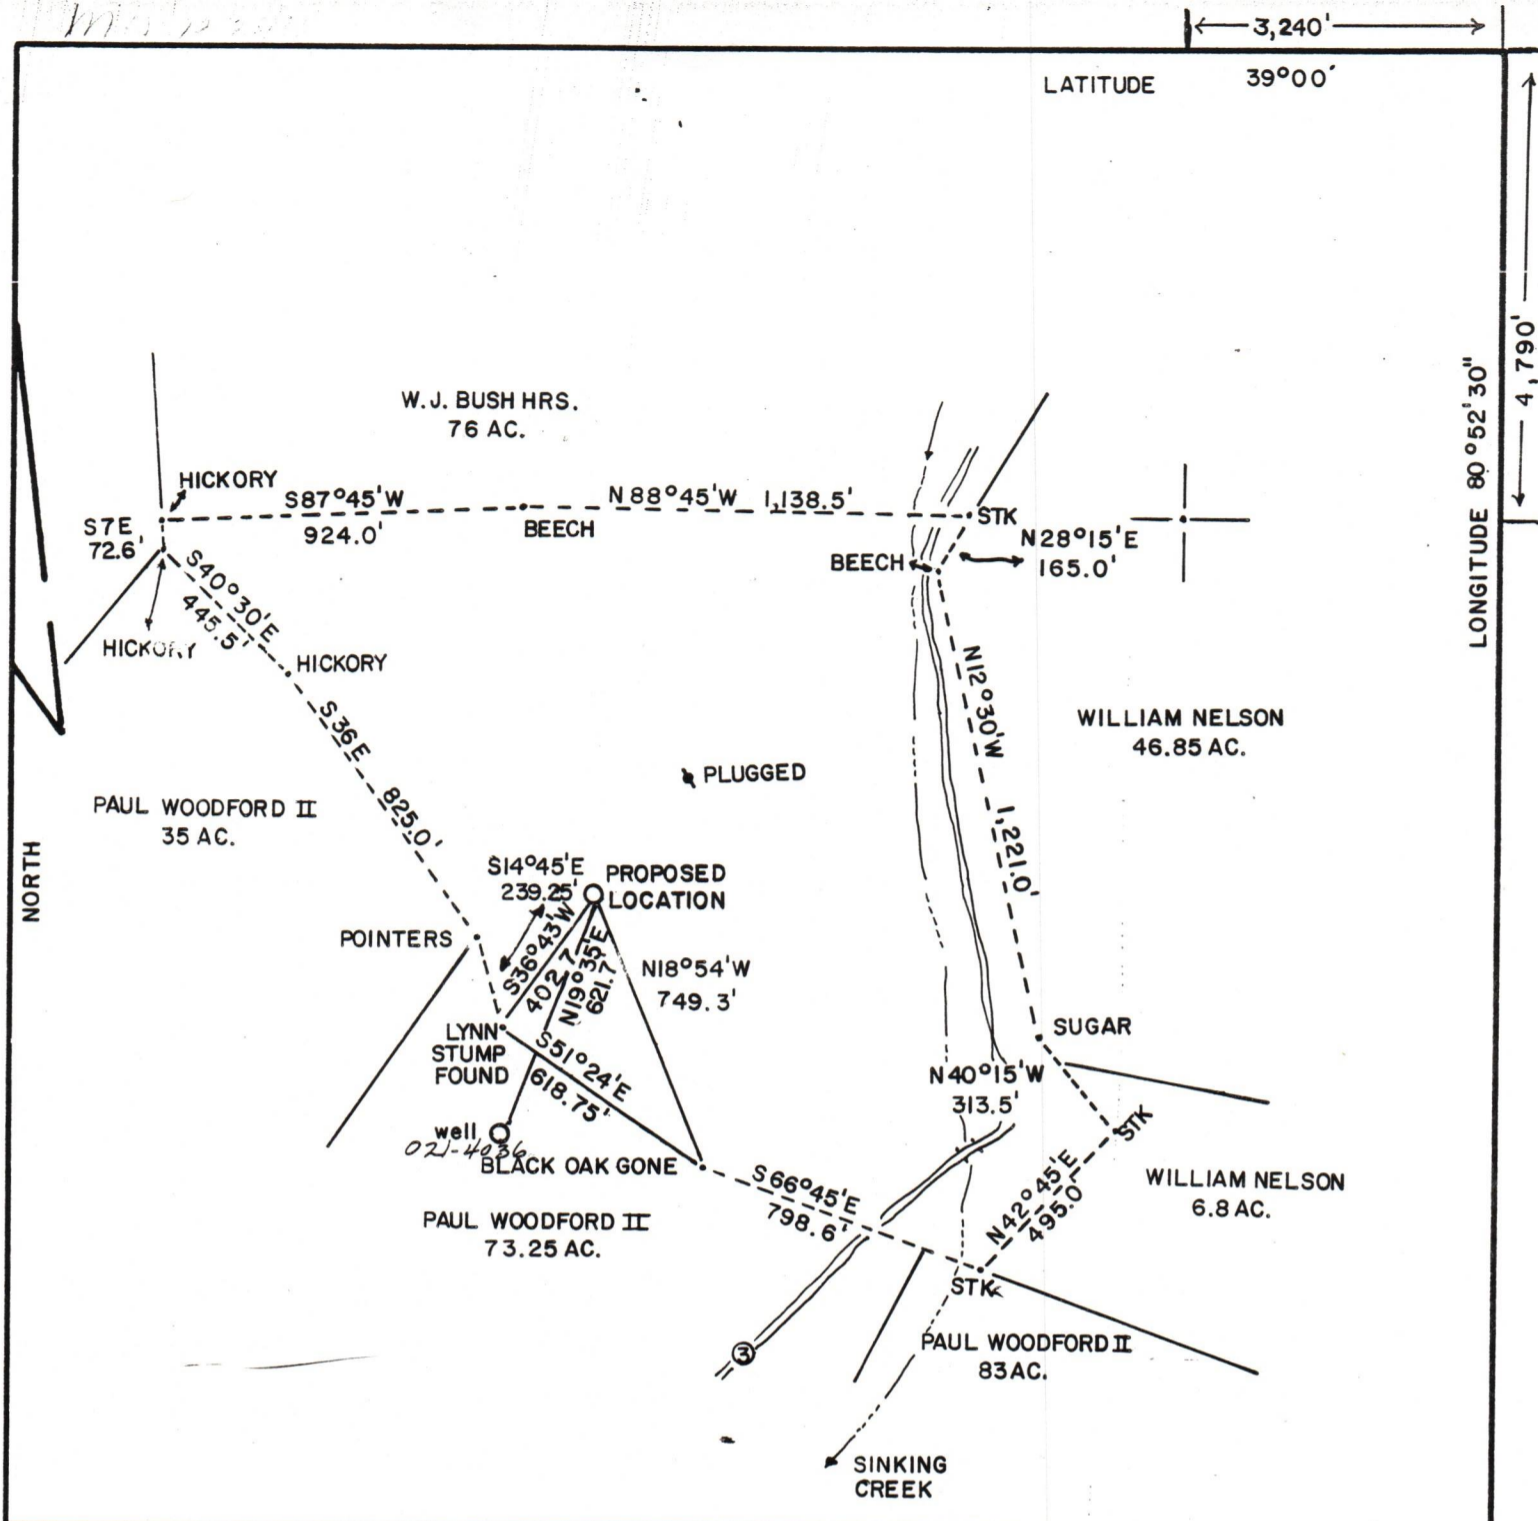 3,240'
LATITUDE 39°00'
4,790'
LONGITUDE 80°52'30"
W.J. BUSH HRS.
76 AC.
HICKORY
S87°45'W
924.0'
BEECH
N88°45'W 1,138.5'
STK
S7E
72.6'
N28°15'E
165.0'
BEECH
S40°30'E
445.5'
HICKORY
HICKORY
S36E 825.0'
N12°30'W 1,221.0'
WILLIAM NELSON
46.85 AC.
PLUGGED
PAUL WOODFORD II
35 AC.
NORTH
S14°45'E
239.25'
PROPOSED
LOCATION
POINTERS
S36°43'W
402.7'
N19°35'E
621.7'
N18°54'W
749.3'
LYNN
STUMP
FOUND
S51°24'E
618.75'
SUGAR
N40°15'W
313.5'
STK
well
021-4036
BLACK OAK GONE
S66°45'E
798.6'
N42°45'E
495.0'
WILLIAM NELSON
6.8 AC.
PAUL WOODFORD II
73.25 AC.
STK
PAUL WOODFORD II
83 AC.
3
SINKING
CREEK